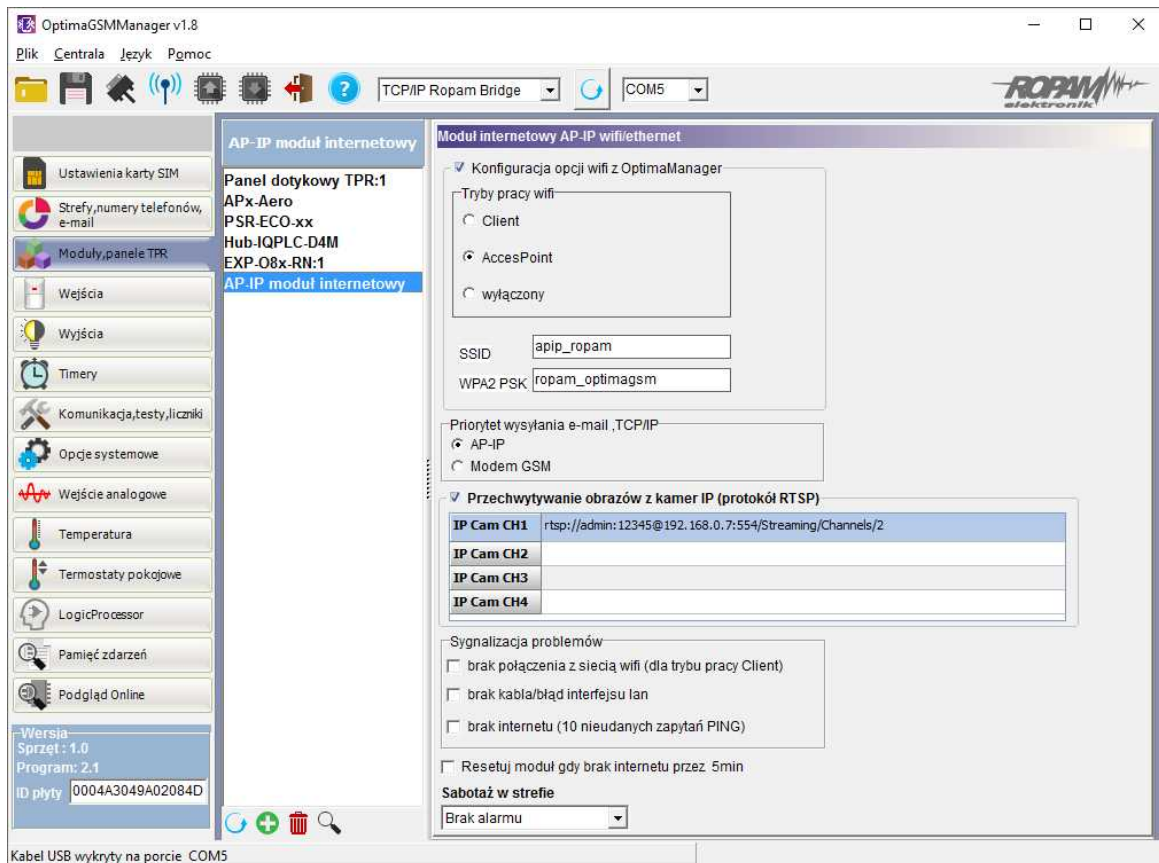 OptimaGSMManager v1.8
Plik Centrala Język Pomoc
TCP/IP Ropam Bridge
COM5
ROPAM
elektronik
Ustawienia karty SIM
Strefy,numery telefonów,
e-mail
Moduły,panele TPR
Wejścia
Wyjścia
Timery
Komunikacja,testy,liczniki
Opcje systemowe
Wejście analogowe
Temperatura
Termostaty pokojowe
LogicProcessor
Pamięć zdarzeń
Podgląd Online
Wersja
Sprzęt : 1.0
Program: 2.1
ID płyty 0004A3049A02084D
AP-IP moduł internetowy
Panel dotykowy TPR:1
APx-Aero
PSR-ECO-xx
Hub-IQPLC-D4M
EXP-O8x-RN:1
AP-IP moduł internetowy
Moduł internetowy AP-IP wifi/ethernet
Konfiguracja opcji wifi z OptimaManager
Tryby pracy wifi
Client
AccesPoint
wyłączony
SSID apip_ropam
WPA2 PSK ropam_optimagsm
Priorytet wysyłania e-mail ,TCP/IP
AP-IP
Modem GSM
Przechwytywanie obrazów z kamer IP (protokół RTSP)
IP Cam CH1 rtsp://admin:12345@192.168.0.7:554/Streaming/Channels/2
IP Cam CH2
IP Cam CH3
IP Cam CH4
Sygnalizacja problemów
brak połączenia z siecią wifi (dla trybu pracy Client)
brak kabla/błąd interfejsu lan
brak internetu (10 nieudanych zapytań PING)
Resetuj moduł gdy brak internetu przez 5min
Sabotaż w strefie
Brak alarmu
Kabel USB wykryty na porcie COM5